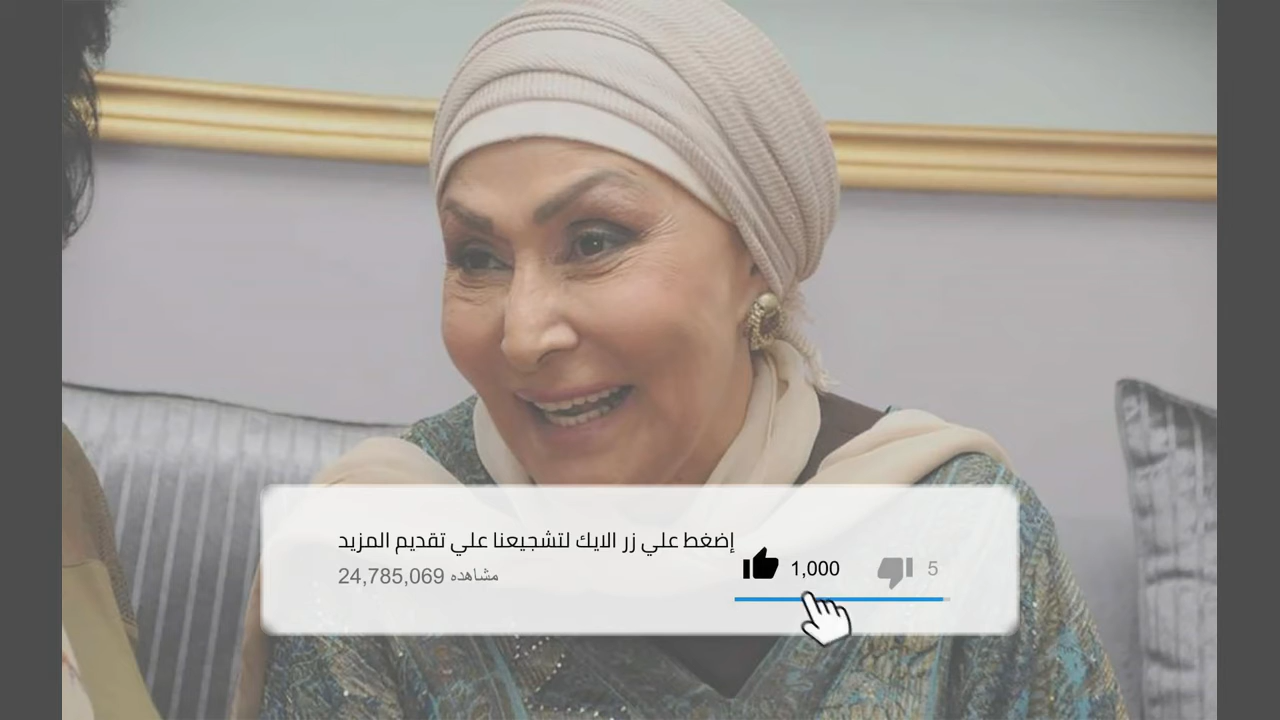 إضغط علي زر الايك لتشجيعنا علي تقديم المزيد
24,785,069 مشاهده
1,000
5